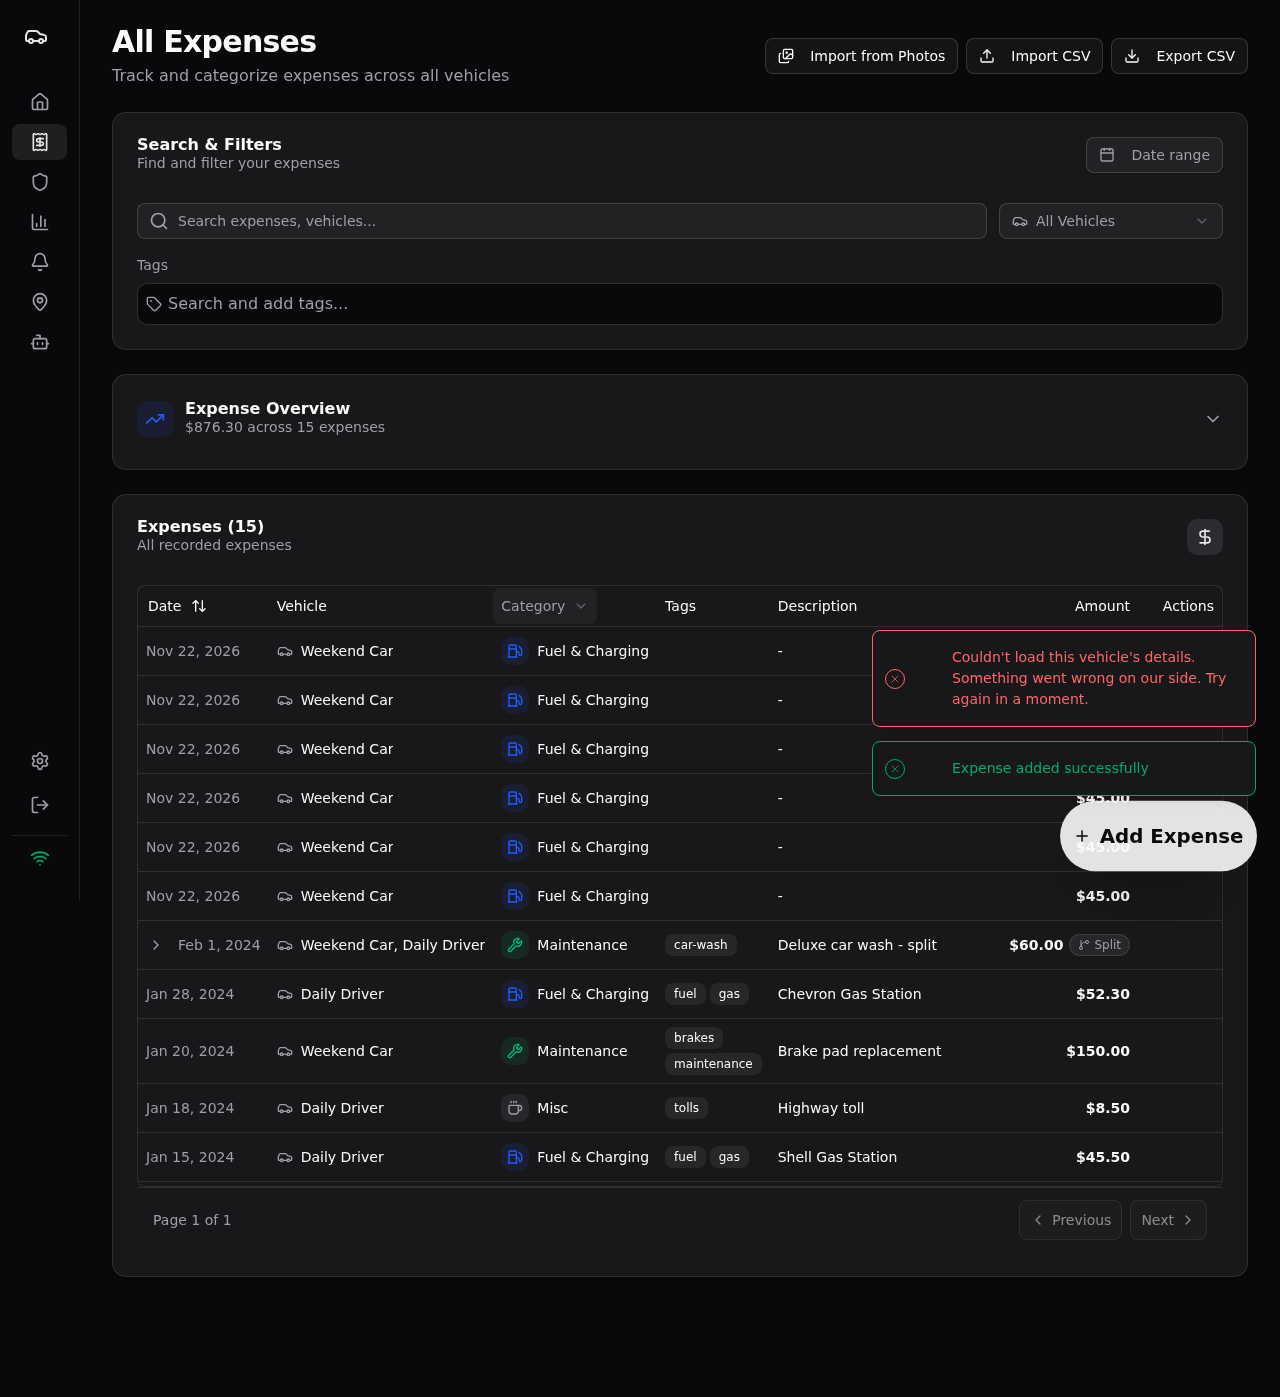 All Expenses
Track and categorize expenses across all vehicles
Import from Photos
Import CSV
Export CSV
Search & Filters
Find and filter your expenses
Date range
Search expenses, vehicles...
All Vehicles
Tags
Search and add tags...
Expense Overview
$876.30 across 15 expenses
Expenses (15)
All recorded expenses
Date Vehicle Category Tags Description Amount Actions
Nov 22, 2026 Weekend Car Fuel & Charging -
Nov 22, 2026 Weekend Car Fuel & Charging -
Nov 22, 2026 Weekend Car Fuel & Charging -
Nov 22, 2026 Weekend Car Fuel & Charging - $45.00
Nov 22, 2026 Weekend Car Fuel & Charging - $45.00
Nov 22, 2026 Weekend Car Fuel & Charging - $45.00
Feb 1, 2024 Weekend Car, Daily Driver Maintenance car-wash Deluxe car wash - split $60.00 Split
Jan 28, 2024 Daily Driver Fuel & Charging fuel gas Chevron Gas Station $52.30
Jan 20, 2024 Weekend Car Maintenance brakes maintenance Brake pad replacement $150.00
Jan 18, 2024 Daily Driver Misc tolls Highway toll $8.50
Jan 15, 2024 Daily Driver Fuel & Charging fuel gas Shell Gas Station $45.50
Couldn't load this vehicle's details.
Something went wrong on our side. Try
again in a moment.
Expense added successfully
Add Expense
Page 1 of 1
Previous
Next